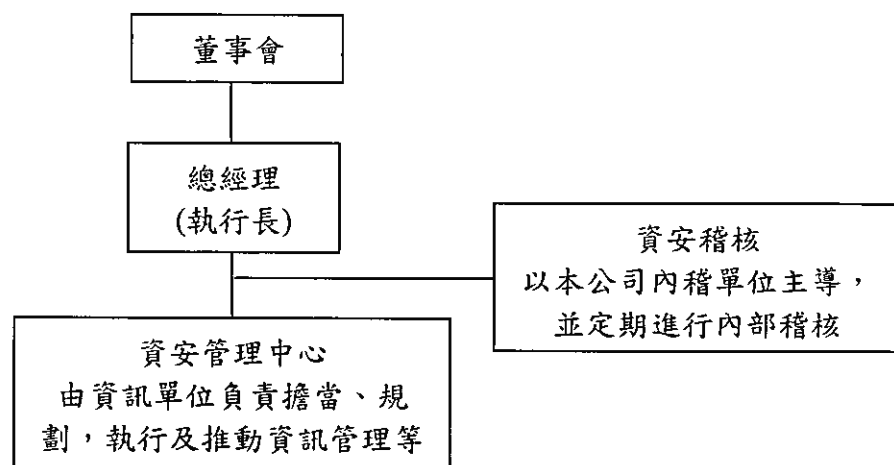 董事會
總經理
(執行長)
資安稽核
以本公司內稽單位主導，
並定期進行內部稽核
資安管理中心
由資訊單位負責擔當、規
劃，執行及推動資訊管理等